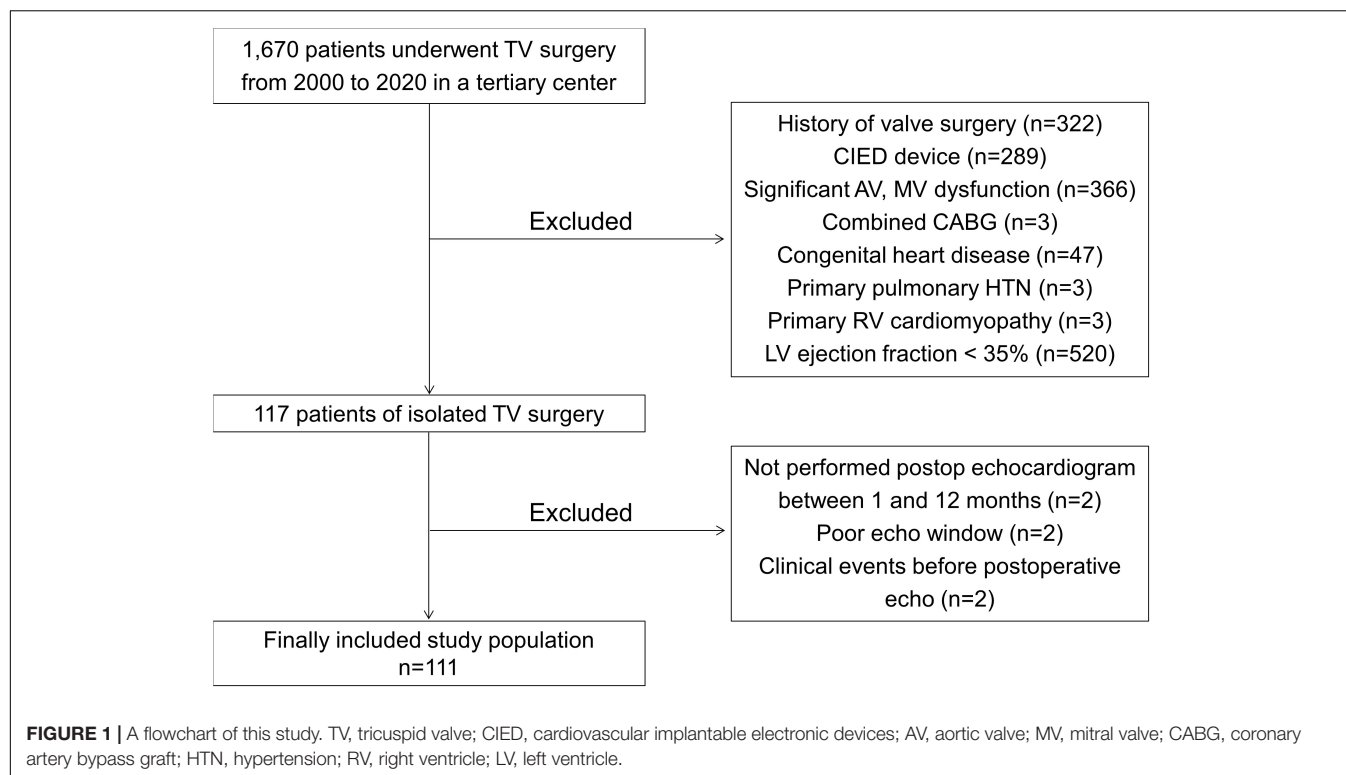 1,670 patients underwent TV surgery
from 2000 to 2020 in a tertiary center
Excluded
History of valve surgery (n=322)
CIED device (n=289)
Significant AV, MV dysfunction (n=366)
Combined CABG (n=3)
Congenital heart disease (n=47)
Primary pulmonary HTN (n=3)
Primary RV cardiomyopathy (n=3)
LV ejection fraction < 35% (n=520)
117 patients of isolated TV surgery
Excluded
Not performed postop echocardiogram
between 1 and 12 months (n=2)
Poor echo window (n=2)
Clinical events before postoperative
echo (n=2)
Finally included study population
n=111
FIGURE 1 | A flowchart of this study. TV, tricuspid valve; CIED, cardiovascular implantable electronic devices; AV, aortic valve; MV, mitral valve; CABG, coronary
artery bypass graft; HTN, hypertension; RV, right ventricle; LV, left ventricle.